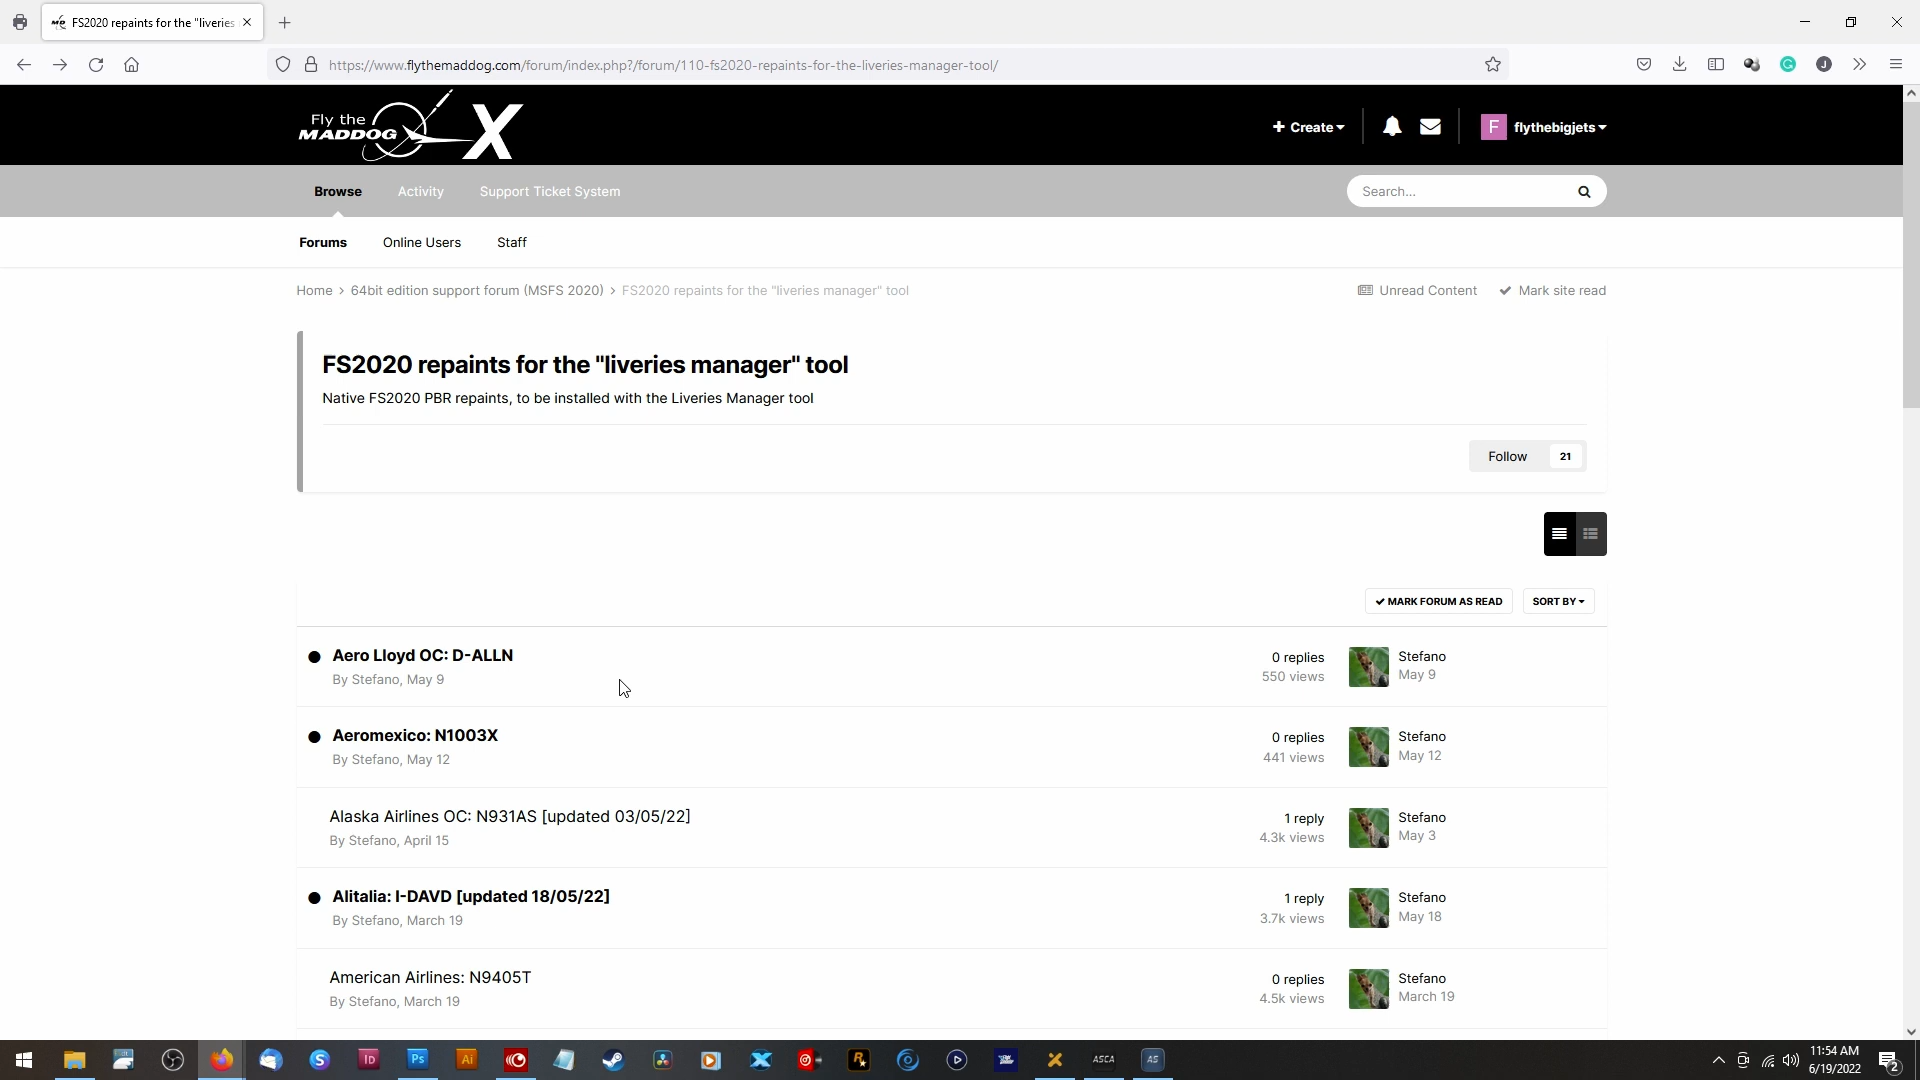 FS2020 repaints for the "liveries
https://www.flythemaddog.com/forum/index.php?/forum/110-fs2020-repaints-for-the-liveries-manager-tool/
Fly the
MADDOG X
+ Create
F flythebigjets
Browse Activity Support Ticket System
Search...
Forums Online Users Staff
Home > 64bit edition support forum (MSFS 2020) > FS2020 repaints for the "liveries manager" tool
Unread Content Mark site read
FS2020 repaints for the "liveries manager" tool
Native FS2020 PBR repaints, to be installed with the Liveries Manager tool
Follow 21
MARK FORUM AS READ SORT BY
Aero Lloyd OC: D-ALLN
By Stefano, May 9
0 replies
550 views
Stefano
May 9
Aeromexico: N1003X
By Stefano, May 12
0 replies
441 views
Stefano
May 12
Alaska Airlines OC: N931AS [updated 03/05/22]
By Stefano, April 15
1 reply
4.3k views
Stefano
May 3
Alitalia: I-DAVD [updated 18/05/22]
By Stefano, March 19
1 reply
3.7k views
Stefano
May 18
American Airlines: N9405T
By Stefano, March 19
0 replies
4.5k views
Stefano
March 19
Id Ps Ai ASCA AS
11:54 AM
6/19/2022
2